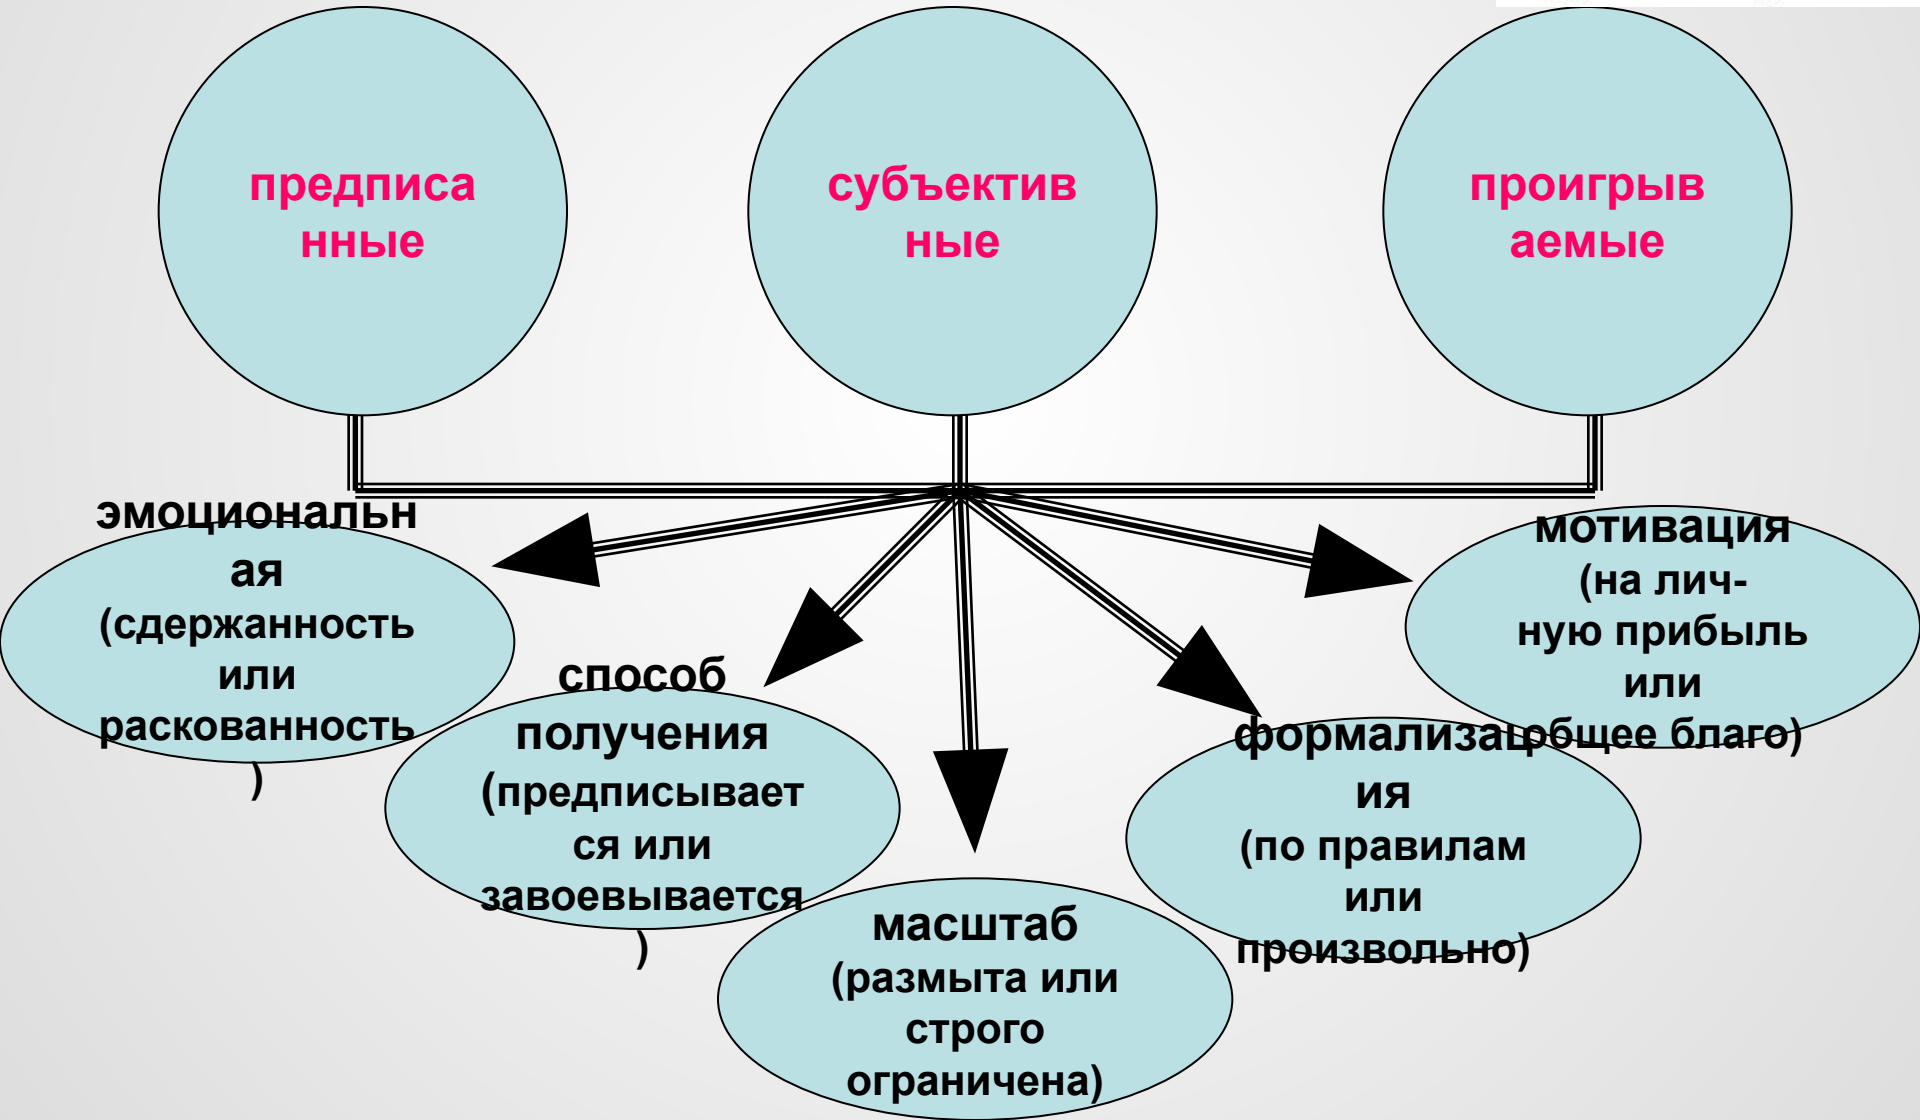 предписа
нные
субъектив
ные
проигрыв
аемые
эмоциональн
ая
(сдержанность
или
раскованность
)
способ
получения
(предписывает
ся или
завоевывается
)
масштаб
(размыта или
строго
ограничена)
формализац
ия
(по правилам
или
произвольно)
мотивация
(на лич-
ную прибыль
или
общее благо)